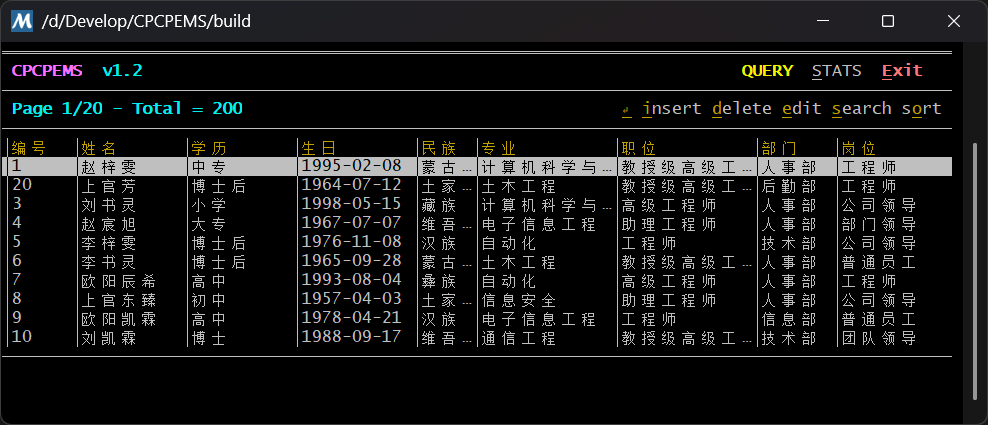 /d/Develop/CPCPEMS/build
CPCPEMS v1.2 QUERY STATS Exit
Page 1/20 - Total = 200 ↲ insert delete edit search sort
编号 姓名 学历 生日 民族 专业 职位 部门 岗位
1 赵梓雯 中专 1995-02-08 蒙古… 计算机科学与… 教授级高级工… 人事部 工程师
20 上官芳 博士后 1964-07-12 土家… 土木工程 教授级高级工… 后勤部 工程师
3 刘书灵 小学 1998-05-15 藏族 计算机科学与… 高级工程师 人事部 公司领导
4 赵宸旭 大专 1967-07-07 维吾… 电子信息工程 助理工程师 人事部 部门领导
5 李梓雯 博士后 1976-11-08 汉族 自动化 工程师 技术部 公司领导
6 李书灵 博士后 1965-09-28 蒙古… 土木工程 教授级高级工… 人事部 普通员工
7 欧阳辰希 高中 1993-08-04 彝族 自动化 高级工程师 人事部 工程师
8 上官东臻 初中 1957-04-03 土家… 信息安全 助理工程师 人事部 公司领导
9 欧阳凯霖 高中 1978-04-21 汉族 电子信息工程 工程师 信息部 普通员工
10 刘凯霖 博士 1988-09-17 维吾… 通信工程 教授级高级工… 技术部 团队领导